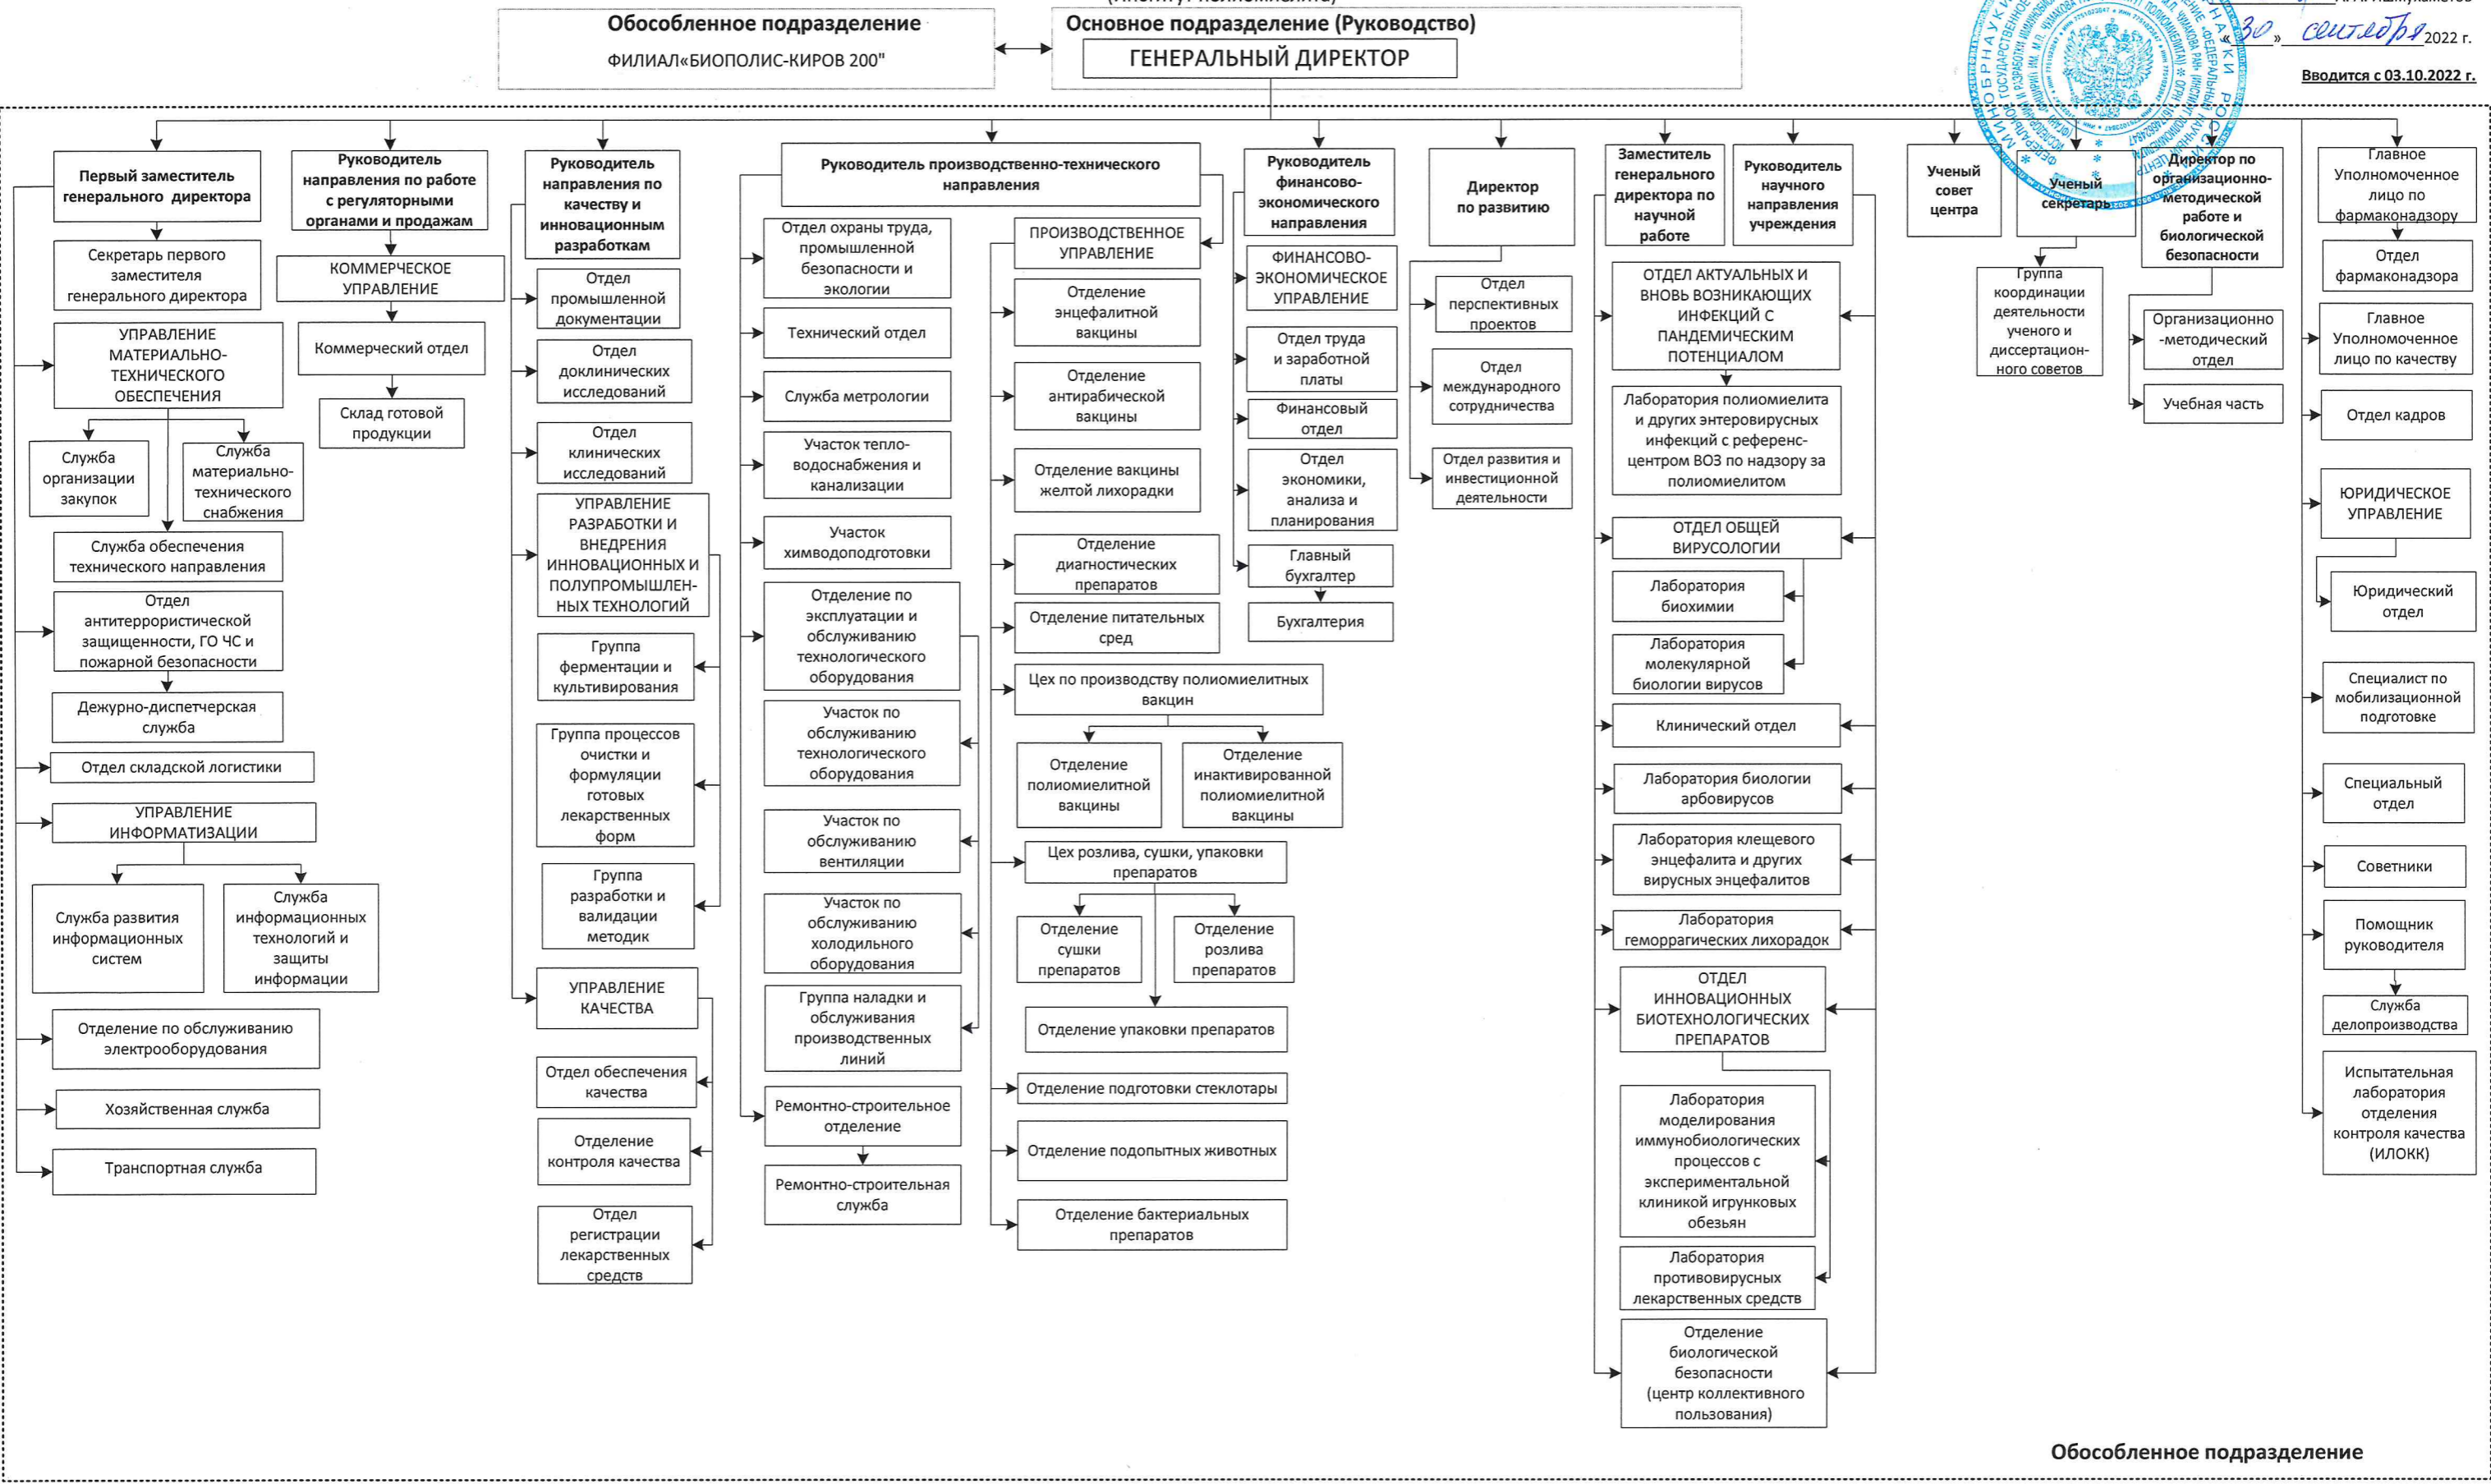 Обособленное подразделение
ФИЛИАЛ«БИОПОЛИС-КИРОВ 200"
Основное подразделение (Руководство)
ГЕНЕРАЛЬНЫЙ ДИРЕКТОР
«30» сентября 2022 г.
Вводится с 03.10.2022 г.
Первый заместитель
генерального директора
Секретарь первого
заместителя
генерального директора
УПРАВЛЕНИЕ
МАТЕРИАЛЬНО-
ТЕХНИЧЕСКОГО
ОБЕСПЕЧЕНИЯ
Служба
организации
закупок
Служба
материально-
технического
снабжения
Служба обеспечения
технического направления
Отдел
антитеррористической
защищенности, ГО ЧС и
пожарной безопасности
Дежурно-диспетчерская
служба
Отдел складской логистики
УПРАВЛЕНИЕ
ИНФОРМАТИЗАЦИИ
Служба развития
информационных
систем
Служба
информационных
технологий и
защиты
информации
Отделение по обслуживанию
электрооборудования
Хозяйственная служба
Транспортная служба
Руководитель
направления по работе
с регуляторными
органами и продажам
КОММЕРЧЕСКОЕ
УПРАВЛЕНИЕ
Коммерческий отдел
Склад готовой
продукции
Руководитель
направления по
качеству и
инновационным
разработкам
Отдел
промышленной
документации
Отдел
доклинических
исследований
Отдел
клинических
исследований
УПРАВЛЕНИЕ
РАЗРАБОТКИ И
ВНЕДРЕНИЯ
ИННОВАЦИОННЫХ И
ПОЛУПРОМЫШЛЕН-
НЫХ ТЕХНОЛОГИЙ
Группа
ферментации и
культивирования
Группа процессов
очистки и
формуляции
готовых
лекарственных
форм
Группа
разработки и
валидации
методик
УПРАВЛЕНИЕ
КАЧЕСТВА
Отдел обеспечения
качества
Отделение
контроля качества
Отдел
регистрации
лекарственных
средств
Руководитель производственно-технического
направления
Отдел охраны труда,
промышленной
безопасности и
экологии
Технический отдел
Служба метрологии
Участок тепло-
водоснабжения и
канализации
Участок
химводоподготовки
Отделение по
эксплуатации и
обслуживанию
технологического
оборудования
Участок по
обслуживанию
технологического
оборудования
Участок по
обслуживанию
вентиляции
Участок по
обслуживанию
холодильного
оборудования
Группа наладки и
обслуживания
производственных
линий
Ремонтно-строительное
отделение
Ремонтно-строительная
служба
ПРОИЗВОДСТВЕННОЕ
УПРАВЛЕНИЕ
Отделение
энцефалитной
вакцины
Отделение
антирабической
вакцины
Отделение вакцины
желтой лихорадки
Отделение
диагностических
препаратов
Отделение питательных
сред
Цех по производству полиомиелитных
вакцин
Отделение
полиомиелитной
вакцины
Отделение
инактивированной
полиомиелитной
вакцины
Цех розлива, сушки, упаковки
препаратов
Отделение
сушки
препаратов
Отделение
розлива
препаратов
Отделение упаковки препаратов
Отделение подготовки стеклотары
Отделение подопытных животных
Отделение бактериальных
препаратов
Руководитель
финансово-
экономического
направления
ФИНАНСОВО-
ЭКОНОМИЧЕСКОЕ
УПРАВЛЕНИЕ
Отдел труда
и заработной
платы
Финансовый
отдел
Отдел
экономики,
анализа и
планирования
Главный
бухгалтер
Бухгалтерия
Директор
по развитию
Отдел
перспективных
проектов
Отдел
международного
сотрудничества
Отдел развития и
инвестиционной
деятельности
Заместитель
генерального
директора по
научной
работе
Руководитель
научного
направления
учреждения
ОТДЕЛ АКТУАЛЬНЫХ И
ВНОВЬ ВОЗНИКАЮЩИХ
ИНФЕКЦИЙ С
ПАНДЕМИЧЕСКИМ
ПОТЕНЦИАЛОМ
Лаборатория полиомиелита
и других энтеровирусных
инфекций с референс-
центром ВОЗ по надзору за
полиомиелитом
ОТДЕЛ ОБЩЕЙ
ВИРУСОЛОГИИ
Лаборатория
биохимии
Лаборатория
молекулярной
биологии вирусов
Клинический отдел
Лаборатория биологии
арбовирусов
Лаборатория клещевого
энцефалита и других
вирусных энцефалитов
Лаборатория
геморрагических лихорадок
ОТДЕЛ
ИННОВАЦИОННЫХ
БИОТЕХНОЛОГИЧЕСКИХ
ПРЕПАРАТОВ
Лаборатория
моделирования
иммунобиологических
процессов с
экспериментальной
клиникой игрунковых
обезьян
Лаборатория
противовирусных
лекарственных средств
Отделение
биологической
безопасности
(центр коллективного
пользования)
Ученый
совет
центра
Ученый
секретарь
Группа
координации
деятельности
ученого и
диссертацион-
ного советов
Директор по
организационно-
методической
работе и
биологической
безопасности
Организационно
-методический
отдел
Учебная часть
Главное
Уполномоченное
лицо по
фармаконадзору
Отдел
фармаконадзора
Главное
Уполномоченное
лицо по качеству
Отдел кадров
ЮРИДИЧЕСКОЕ
УПРАВЛЕНИЕ
Юридический
отдел
Специалист по
мобилизационной
подготовке
Специальный
отдел
Советники
Помощник
руководителя
Служба
делопроизводства
Испытательная
лаборатория
отделения
контроля качества
(ИЛОКК)
Обособленное подразделение